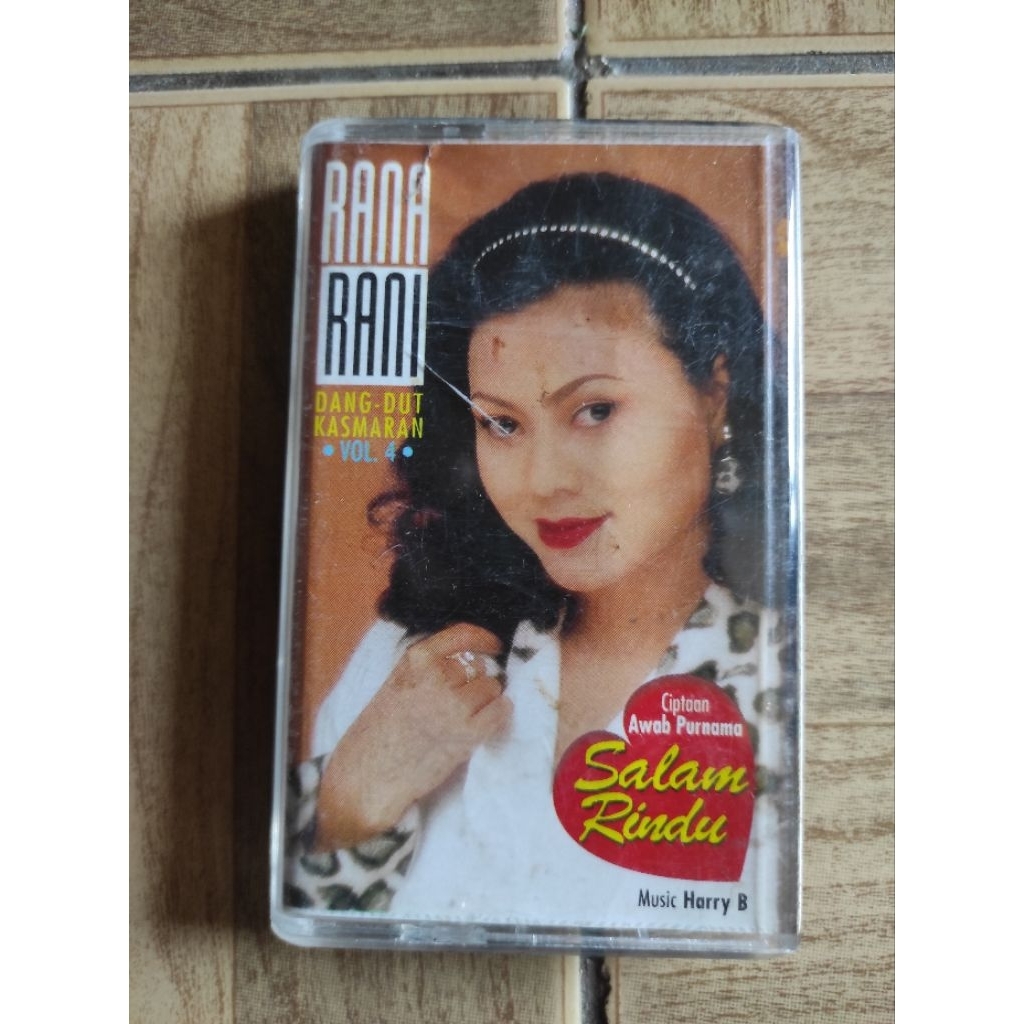 RANA
RANI
DANG-DUT
KASMARAN
• VOL. 4 •
Ciptaan
Awab Purnama
Salam
Rindu
Music Harry B